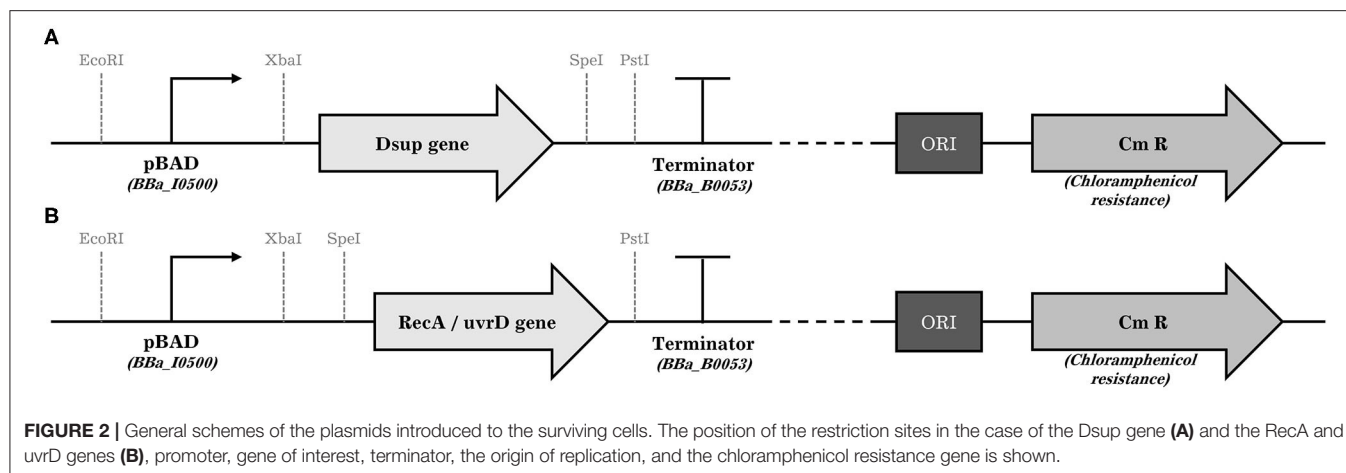 A
EcoRI XbaI SpeI PstI
Dsup gene ORI Cm R
pBAD Terminator (Chloramphenicol
(BBa_I0500) (BBa_B0053) resistance)
B
EcoRI XbaI SpeI PstI
RecA / uvrD gene ORI Cm R
pBAD Terminator (Chloramphenicol
(BBa_I0500) (BBa_B0053) resistance)
FIGURE 2 | General schemes of the plasmids introduced to the surviving cells. The position of the restriction sites in the case of the Dsup gene (A) and the RecA and
uvrD genes (B), promoter, gene of interest, terminator, the origin of replication, and the chloramphenicol resistance gene is shown.